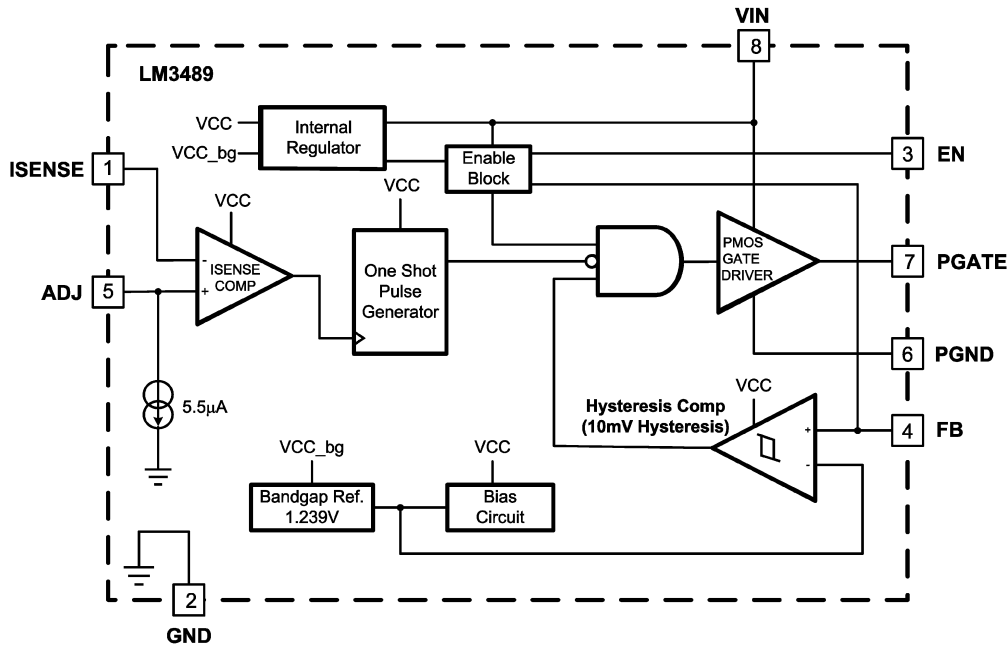 VIN
8
LM3489
VCC
VCC_bg
Internal
Regulator
Enable
Block
3
EN
ISENSE
1
VCC
VCC
-
ISENSE
COMP
+
One Shot
Pulse
Generator
PMOS
GATE
DRIVER
7
PGATE
ADJ
5
6
PGND
5.5µA
VCC
Hysteresis Comp
(10mV Hysteresis)
+
-
4
FB
VCC_bg
VCC
Bandgap Ref.
1.239V
Bias
Circuit
2
GND